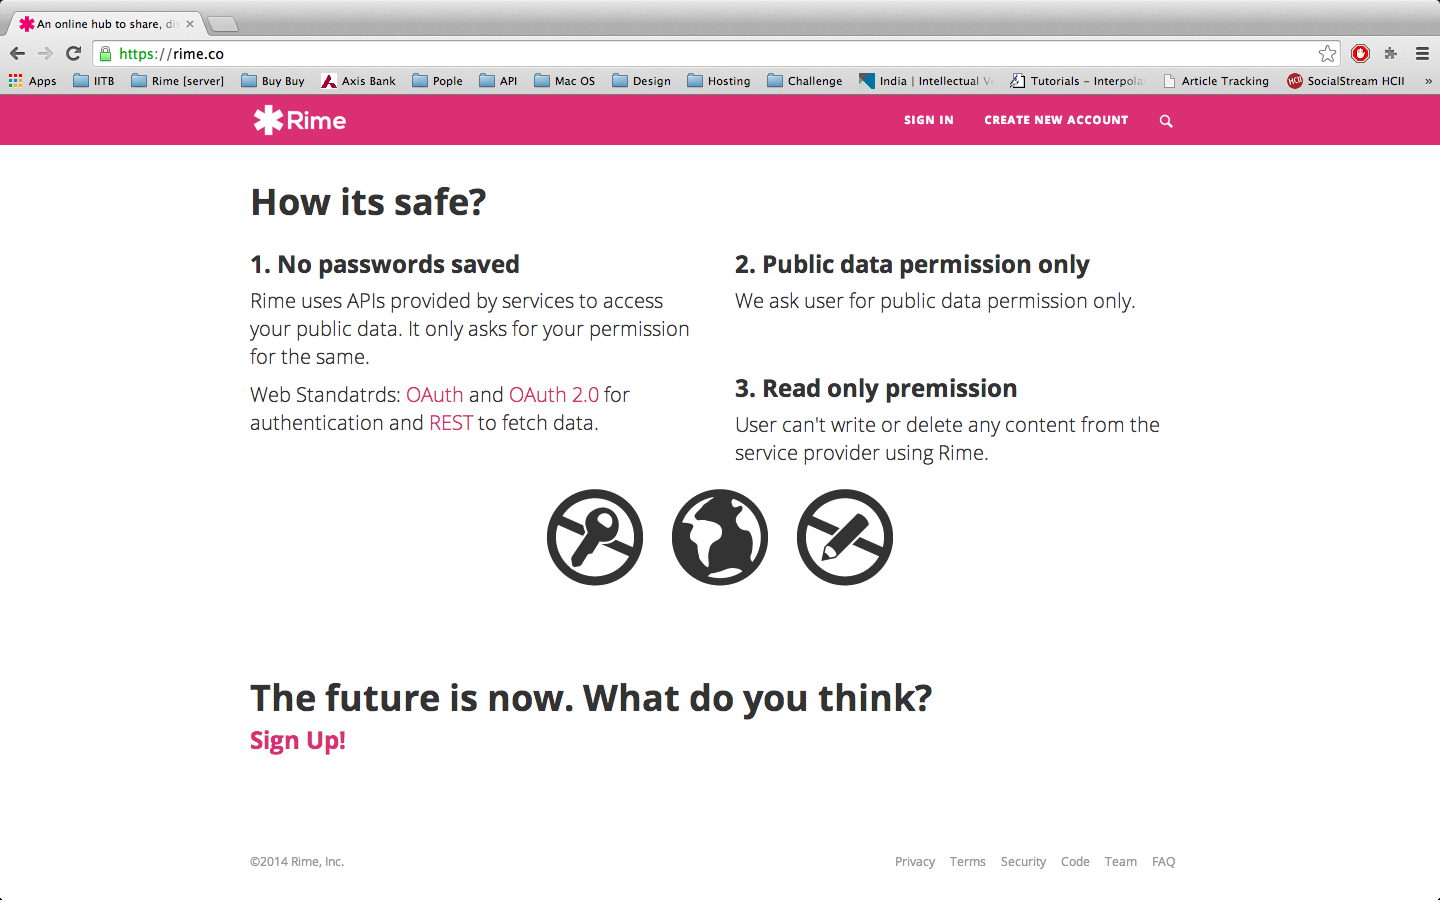 An online hub to share, dis
https://rime.co
Apps IITB Rime [server] Buy Buy Axis Bank Pople API Mac OS Design Hosting Challenge India | Intellectual Ve Tutorials – Interpola Article Tracking SocialStream HCII »
Rime
SIGN IN CREATE NEW ACCOUNT
How its safe?
1. No passwords saved
Rime uses APIs provided by services to access
your public data. It only asks for your permission
for the same.
Web Standatrds: OAuth and OAuth 2.0 for
authentication and REST to fetch data.
2. Public data permission only
We ask user for public data permission only.
3. Read only premission
User can't write or delete any content from the
service provider using Rime.
The future is now. What do you think?
Sign Up!
©2014 Rime, Inc.
Privacy Terms Security Code Team FAQ